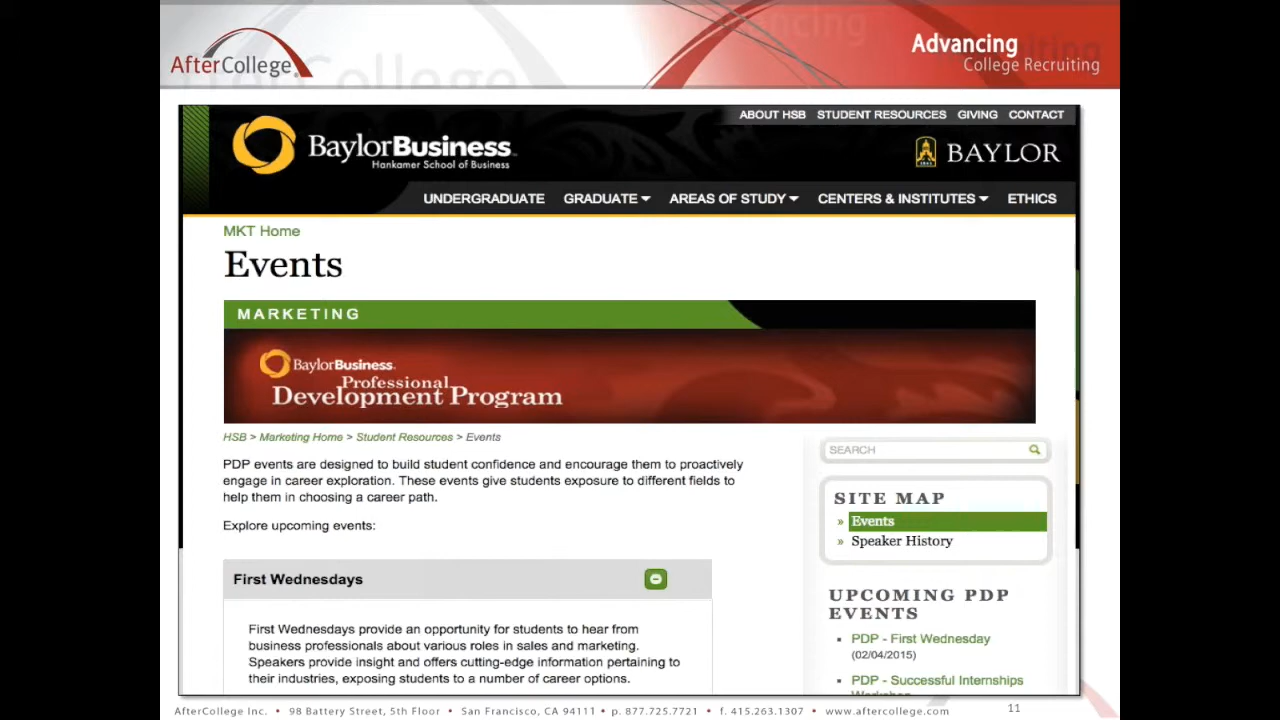 AfterCollege
Advancing
College Recruiting
ABOUT HSB STUDENT RESOURCES GIVING CONTACT
BaylorBusiness
Hankamer School of Business
BAYLOR
UNDERGRADUATE GRADUATE AREAS OF STUDY CENTERS & INSTITUTES ETHICS
MKT Home
Events
MARKETING
BaylorBusiness
Professional
Development Program
HSB > Marketing Home > Student Resources > Events
PDP events are designed to build student confidence and encourage them to proactively
engage in career exploration. These events give students exposure to different fields to
help them in choosing a career path.
Explore upcoming events:
First Wednesdays
First Wednesdays provide an opportunity for students to hear from
business professionals about various roles in sales and marketing.
Speakers provide insight and offers cutting-edge information pertaining to
their industries, exposing students to a number of career options.
SEARCH
SITE MAP
» Events
» Speaker History
UPCOMING PDP
EVENTS
▪ PDP - First Wednesday
(02/04/2015)
▪ PDP - Successful Internships
Workshop
AfterCollege Inc. • 98 Battery Street, 5th Floor • San Francisco, CA 94111 • p. 877.725.7721 • f. 415.263.1307 • www.aftercollege.com
11